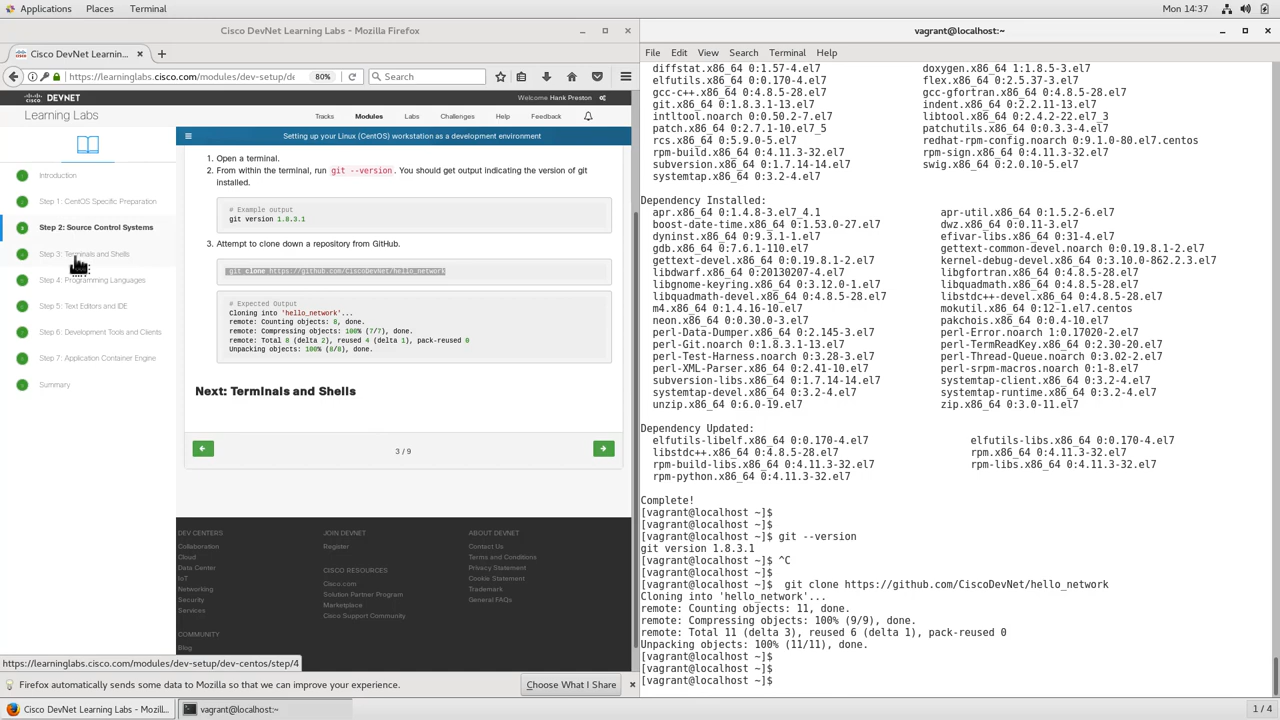 Applications Places Terminal Mon 14:37
Cisco DevNet Learning Labs - Mozilla Firefox
Cisco DevNet Learnin...
https://learninglabs.cisco.com/modules/dev-setup/de 80% Search
CISCO DEVNET Welcome Hank Preston
Learning Labs Tracks Modules Labs Challenges Help Feedback
Setting up your Linux (CentOS) workstation as a development environment
Introduction
Step 1: CentOS Specific Preparation
Step 2: Source Control Systems
Step 3: Terminals and Shells
Step 4: Programming Languages
Step 5: Text Editors and IDE
Step 6: Development Tools and Clients
Step 7: Application Container Engine
Summary
1. Open a terminal.
2. From within the terminal, run git --version. You should get output indicating the version of git
installed.
# Example output
git version 1.8.3.1
3. Attempt to clone down a repository from GitHub.
git clone https://github.com/CiscoDevNet/hello_network
# Expected Output
Cloning into 'hello_network'...
remote: Counting objects: 8, done.
remote: Compressing objects: 100% (7/7), done.
remote: Total 8 (delta 2), reused 4 (delta 1), pack-reused 0
Unpacking objects: 100% (8/8), done.
Next: Terminals and Shells
3 / 9
DEV CENTERS
Collaboration
Cloud
Data Center
IoT
Networking
Security
Services
COMMUNITY
Blog
JOIN DEVNET
Register
CISCO RESOURCES
Cisco.com
Solution Partner Program
Marketplace
Cisco Support Community
ABOUT DEVNET
Contact Us
Terms and Conditions
Privacy Statement
Cookie Statement
Trademark
General FAQs
https://learninglabs.cisco.com/modules/dev-setup/dev-centos/step/4
Firefox automatically sends some data to Mozilla so that we can improve your experience. Choose What I Share
vagrant@localhost:~
File Edit View Search Terminal Help
diffstat.x86_64 0:1.57-4.el7 doxygen.x86_64 1:1.8.5-3.el7
elfutils.x86_64 0:0.170-4.el7 flex.x86_64 0:2.5.37-3.el7
gcc-c++.x86_64 0:4.8.5-28.el7 gcc-gfortran.x86_64 0:4.8.5-28.el7
git.x86_64 0:1.8.3.1-13.el7 indent.x86_64 0:2.2.11-13.el7
intltool.noarch 0:0.50.2-7.el7 libtool.x86_64 0:2.4.2-22.el7_3
patch.x86_64 0:2.7.1-10.el7_5 patchutils.x86_64 0:0.3.3-4.el7
rcs.x86_64 0:5.9.0-5.el7 redhat-rpm-config.noarch 0:9.1.0-80.el7.centos
rpm-build.x86_64 0:4.11.3-32.el7 rpm-sign.x86_64 0:4.11.3-32.el7
subversion.x86_64 0:1.7.14-14.el7 swig.x86_64 0:2.0.10-5.el7
systemtap.x86_64 0:3.2-4.el7
Dependency Installed:
apr.x86_64 0:1.4.8-3.el7_4.1 apr-util.x86_64 0:1.5.2-6.el7
boost-date-time.x86_64 0:1.53.0-27.el7 dwz.x86_64 0:0.11-3.el7
dyninst.x86_64 0:9.3.1-1.el7 efivar-libs.x86_64 0:31-4.el7
gdb.x86_64 0:7.6.1-110.el7 gettext-common-devel.noarch 0:0.19.8.1-2.el7
gettext-devel.x86_64 0:0.19.8.1-2.el7 kernel-debug-devel.x86_64 0:3.10.0-862.2.3.el7
libdwarf.x86_64 0:20130207-4.el7 libgfortran.x86_64 0:4.8.5-28.el7
libgnome-keyring.x86_64 0:3.12.0-1.el7 libquadmath.x86_64 0:4.8.5-28.el7
libquadmath-devel.x86_64 0:4.8.5-28.el7 libstdc++-devel.x86_64 0:4.8.5-28.el7
m4.x86_64 0:1.4.16-10.el7 mokutil.x86_64 0:12-1.el7.centos
neon.x86_64 0:0.30.0-3.el7 pakchois.x86_64 0:0.4-10.el7
perl-Data-Dumper.x86_64 0:2.145-3.el7 perl-Error.noarch 1:0.17020-2.el7
perl-Git.noarch 0:1.8.3.1-13.el7 perl-TermReadKey.x86_64 0:2.30-20.el7
perl-Test-Harness.noarch 0:3.28-3.el7 perl-Thread-Queue.noarch 0:3.02-2.el7
perl-XML-Parser.x86_64 0:2.41-10.el7 perl-srpm-macros.noarch 0:1-8.el7
subversion-libs.x86_64 0:1.7.14-14.el7 systemtap-client.x86_64 0:3.2-4.el7
systemtap-devel.x86_64 0:3.2-4.el7 systemtap-runtime.x86_64 0:3.2-4.el7
unzip.x86_64 0:6.0-19.el7 zip.x86_64 0:3.0-11.el7
Dependency Updated:
elfutils-libelf.x86_64 0:0.170-4.el7 elfutils-libs.x86_64 0:0.170-4.el7
libstdc++.x86_64 0:4.8.5-28.el7 rpm.x86_64 0:4.11.3-32.el7
rpm-build-libs.x86_64 0:4.11.3-32.el7 rpm-libs.x86_64 0:4.11.3-32.el7
rpm-python.x86_64 0:4.11.3-32.el7
Complete!
[vagrant@localhost ~]$
[vagrant@localhost ~]$
[vagrant@localhost ~]$ git --version
git version 1.8.3.1
[vagrant@localhost ~]$ ^C
[vagrant@localhost ~]$
[vagrant@localhost ~]$ git clone https://github.com/CiscoDevNet/hello_network
Cloning into 'hello_network'...
remote: Counting objects: 11, done.
remote: Compressing objects: 100% (9/9), done.
remote: Total 11 (delta 3), reused 6 (delta 1), pack-reused 0
Unpacking objects: 100% (11/11), done.
[vagrant@localhost ~]$
[vagrant@localhost ~]$
[vagrant@localhost ~]$
Cisco DevNet Learning Labs - Mozill... vagrant@localhost:~ 1 / 4